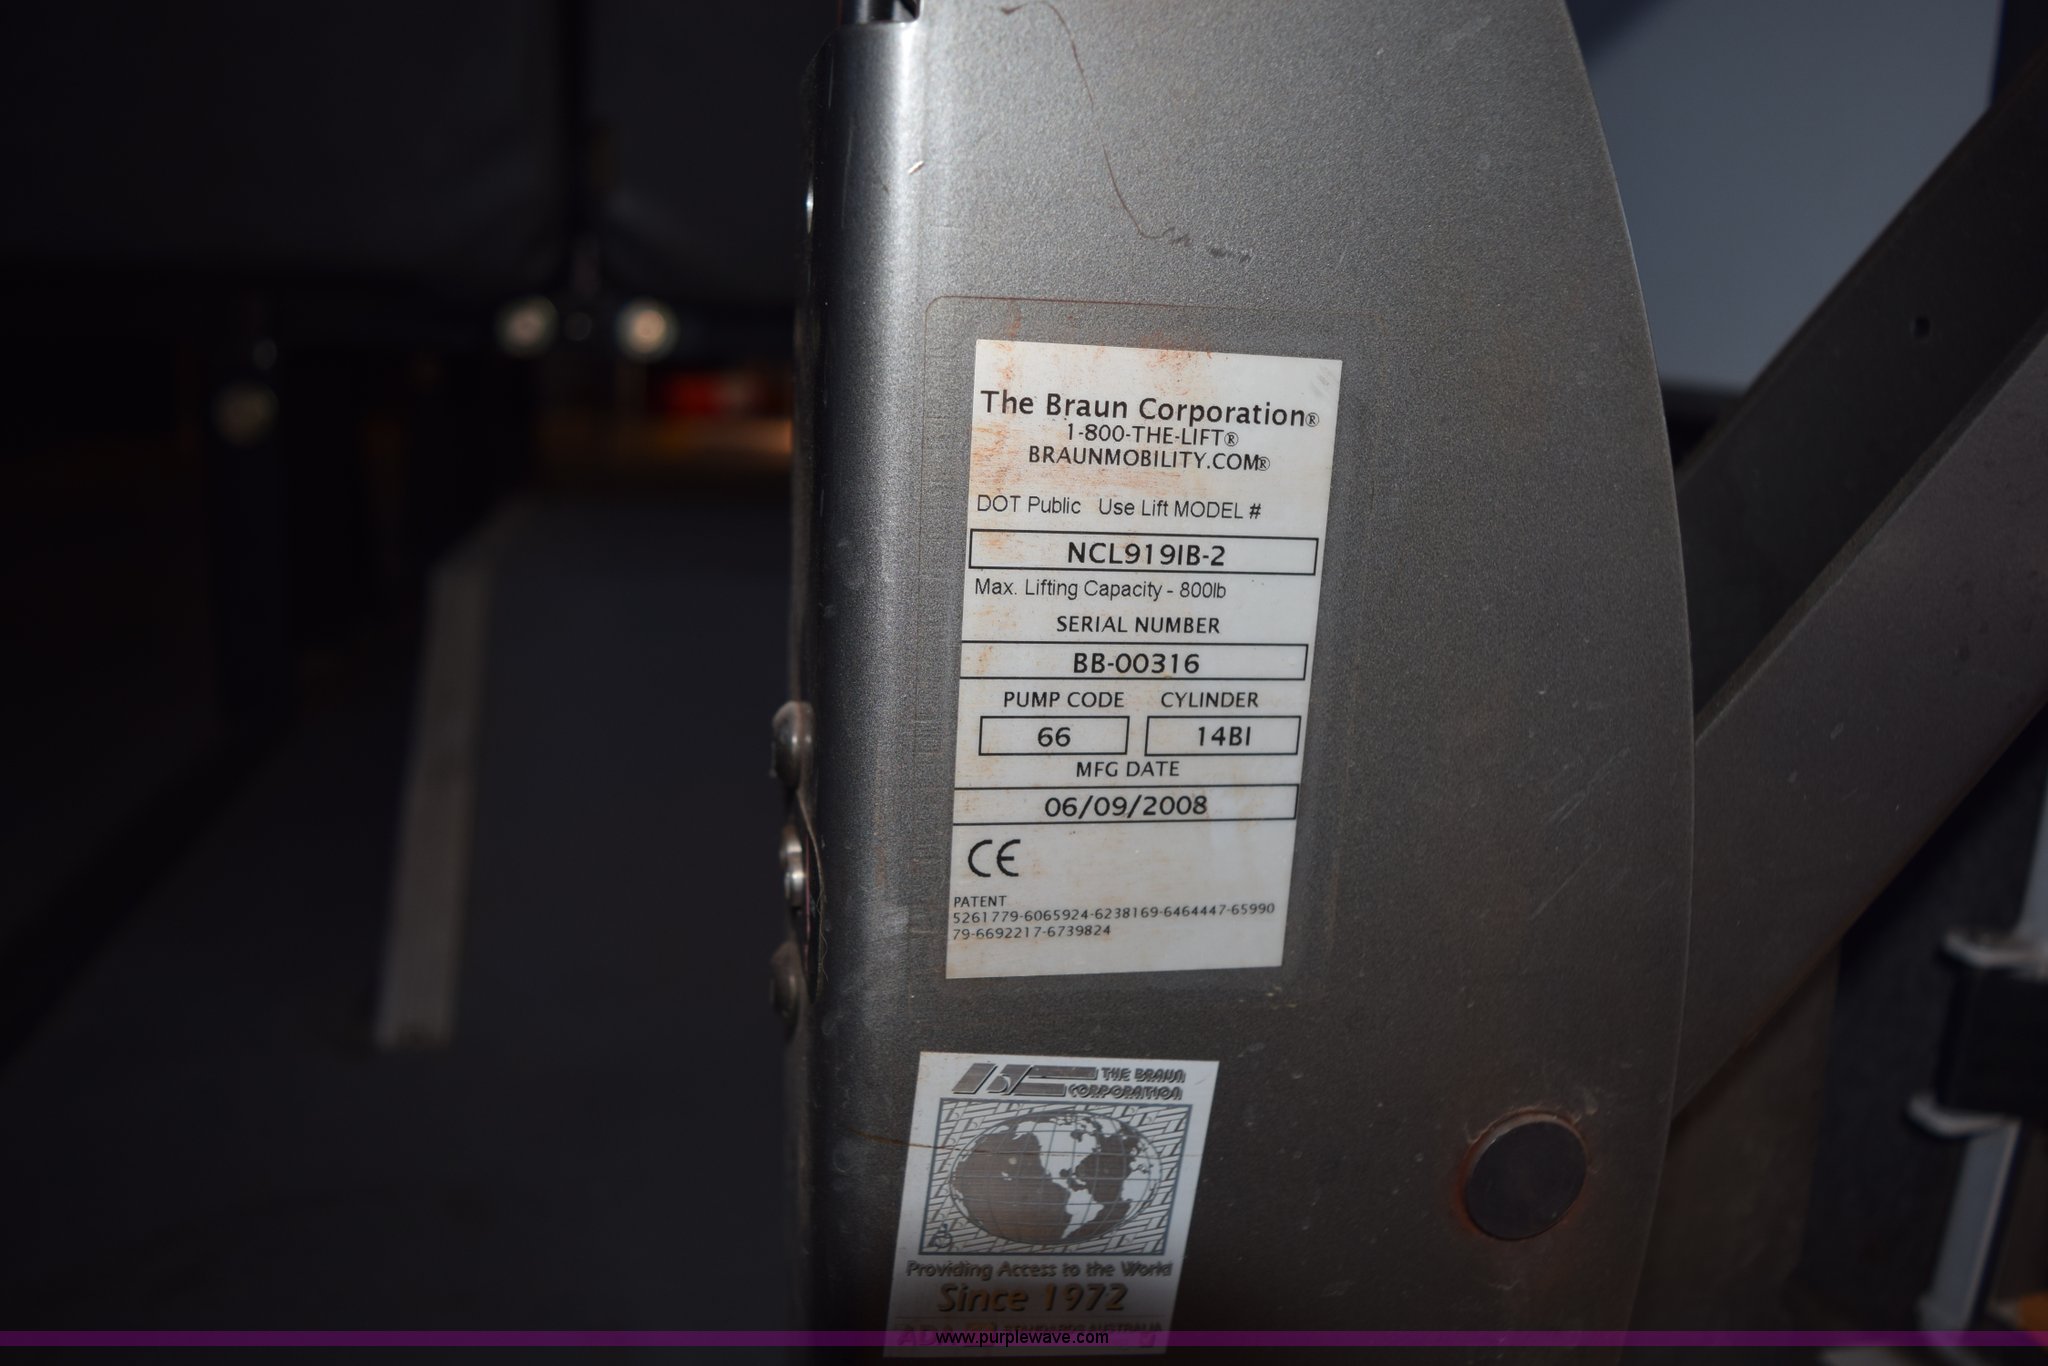 The Braun Corporation®
1-800-THE-LIFT®
BRAUNMOBILITY.COM®
DOT Public Use Lift MODEL #
NCL919IB-2
Max. Lifting Capacity - 800lb
SERIAL NUMBER
BB-00316
PUMP CODE CYLINDER
66 14BI
MFG DATE
06/09/2008
CE
PATENT
5261779-6065924-6238169-6464447-65990
79-6692217-6739824
THE BRAUN
CORPORATION
Providing Access to the World
Since 1972
ADA STANDARDS AUSTRALIA
www.purplewave.com